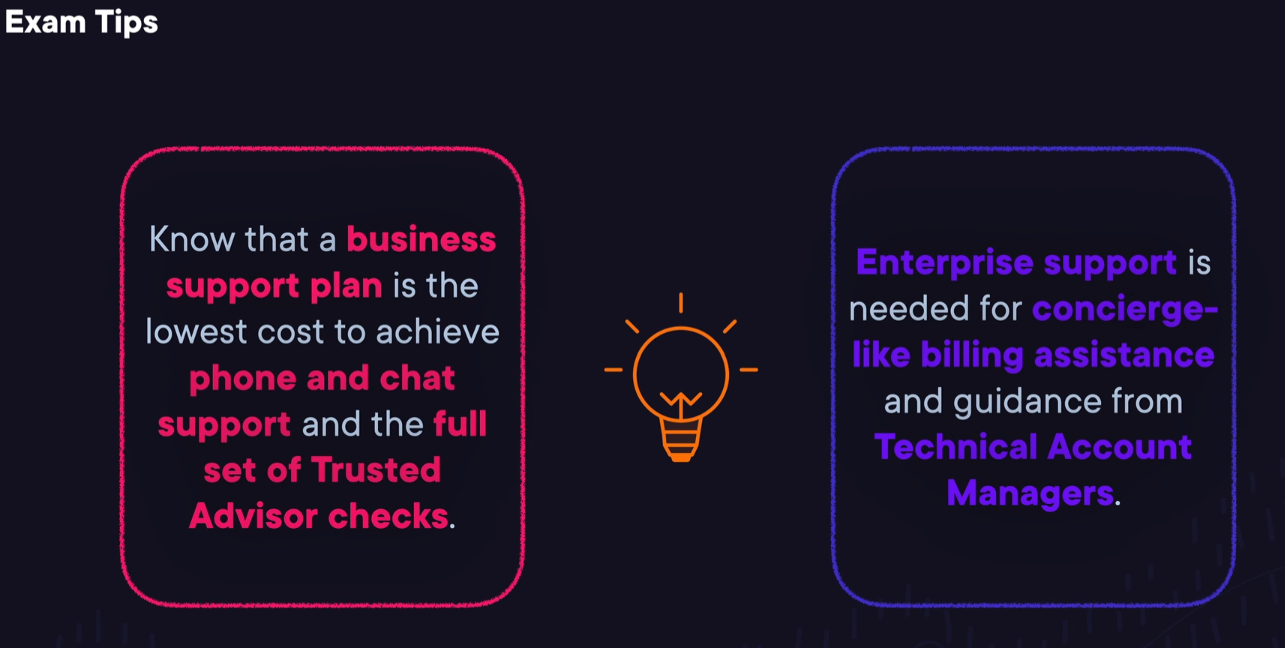 Exam Tips
Know that a business
support plan is the
lowest cost to achieve
phone and chat
support and the full
set of Trusted
Advisor checks.
Enterprise support is
needed for concierge-
like billing assistance
and guidance from
Technical Account
Managers.